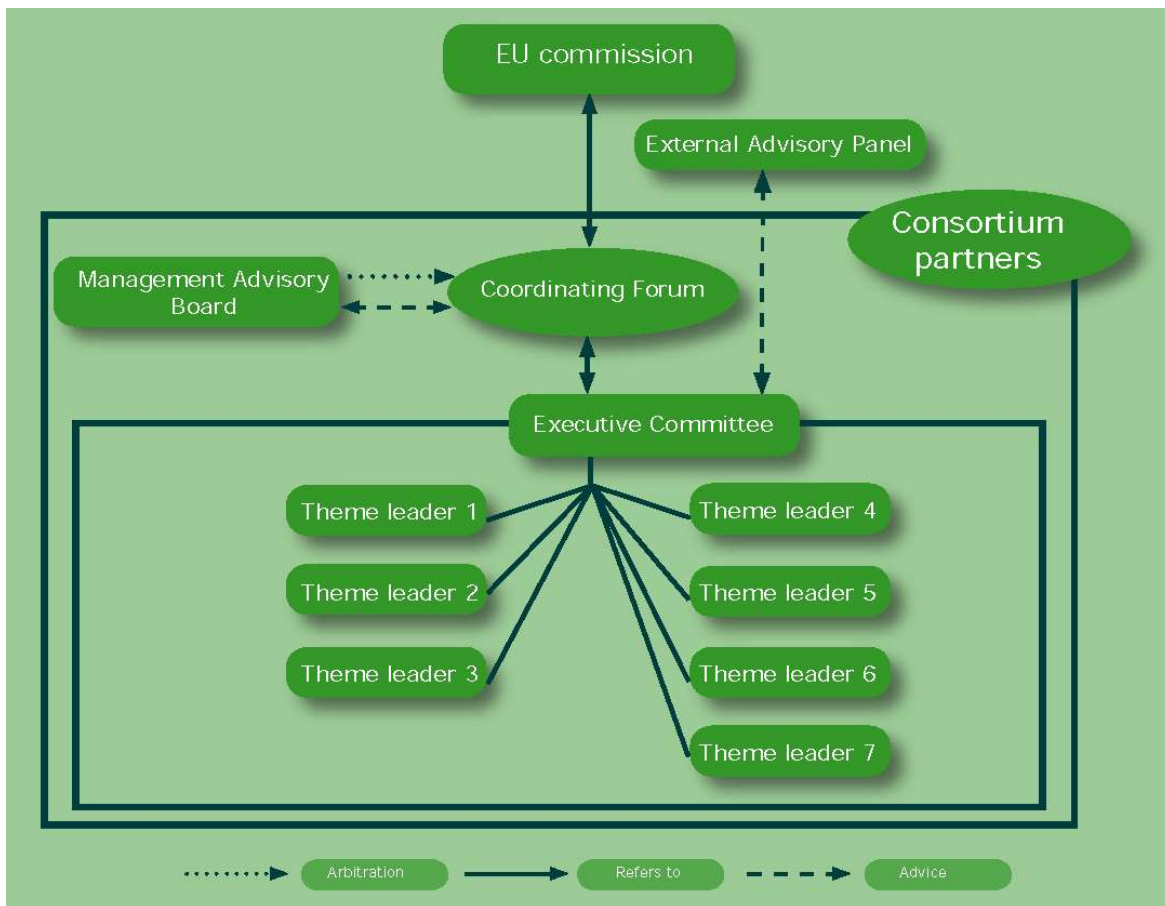 EU commission
External Advisory Panel
Consortium
partners
Management Advisory
Board
Coordinating Forum
Executive Committee
Theme leader 1
Theme leader 2
Theme leader 3
Theme leader 4
Theme leader 5
Theme leader 6
Theme leader 7
Arbitration
Refers to
Advice